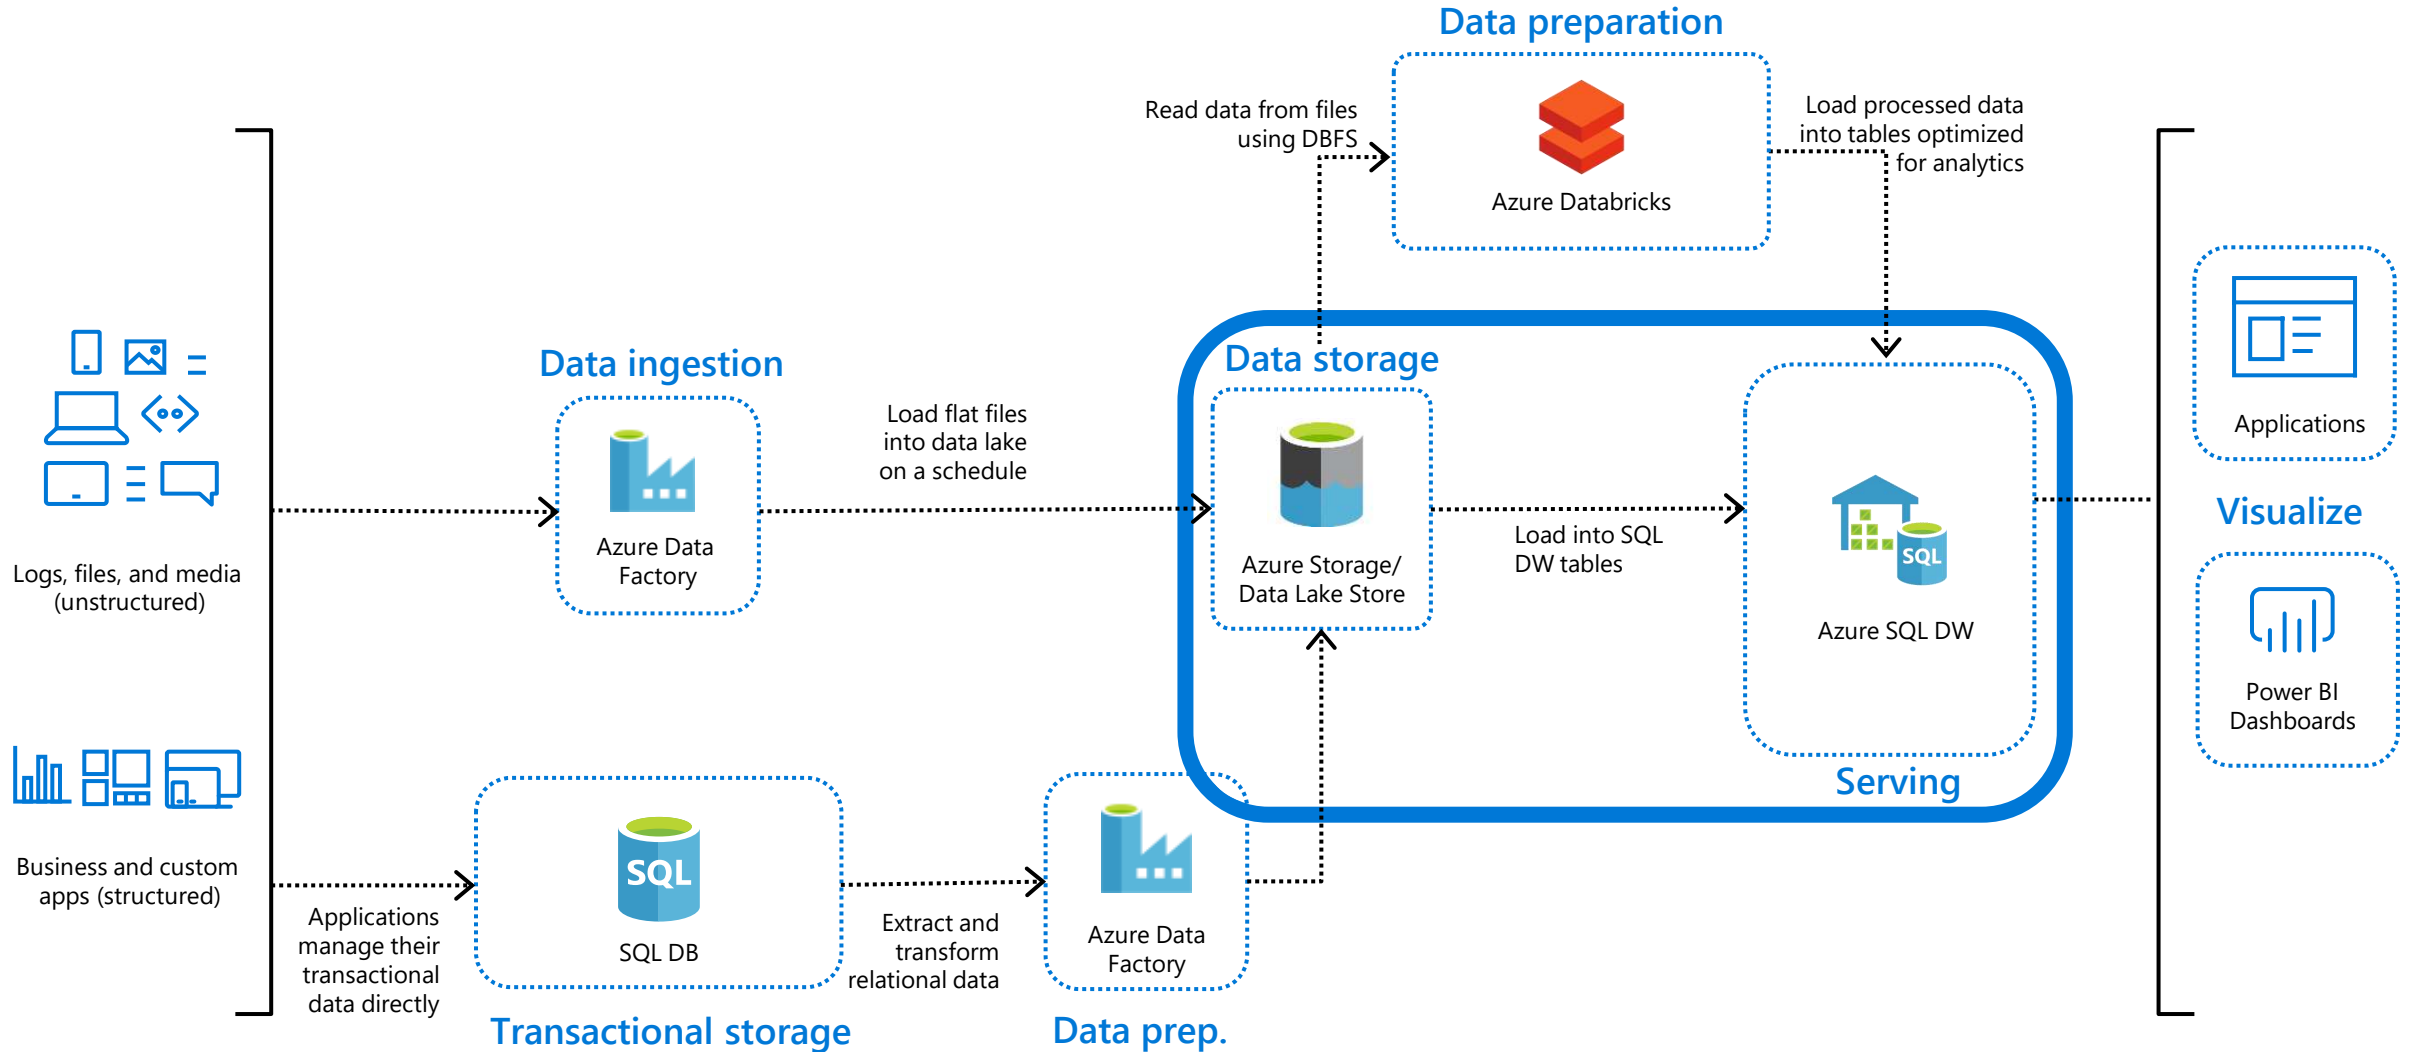 Data preparation
Read data from files
using DBFS
Azure Databricks
Load processed data
into tables optimized
for analytics
Logs, files, and media
(unstructured)
Data ingestion
Azure Data
Factory
Load flat files
into data lake
on a schedule
Data storage
Azure Storage/
Data Lake Store
Load into SQL
DW tables
SQL
Azure SQL DW
Serving
Applications
Visualize
Power BI
Dashboards
Business and custom
apps (structured)
Applications
manage their
transactional
data directly
SQL
SQL DB
Transactional storage
Extract and
transform
relational data
Azure Data
Factory
Data prep.